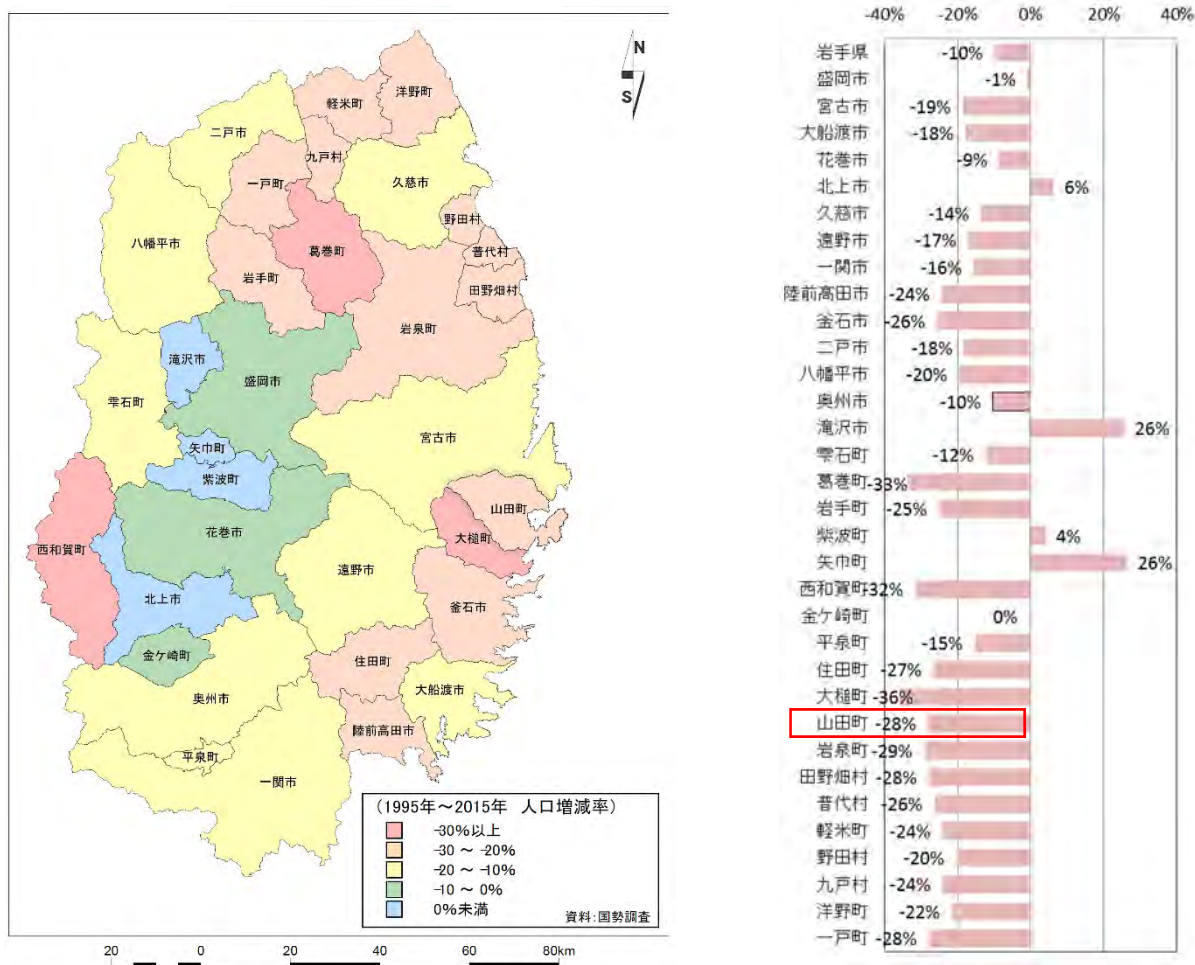 N
S
洋野町
軽米町
二戸市
九戸村
一戸町
久慈市
野田村
八幡平市
葛巻町
普代村
岩手町
田野畑村
岩泉町
滝沢市
盛岡市
雫石町
宮古市
矢巾町
紫波町
山田町
花巻市
大槌町
西和賀町
遠野市
北上市
釜石市
金ケ崎町
住田町
大船渡市
奥州市
陸前高田市
平泉町
一関市
(1995年~2015年 人口増減率)
-30%以上
-30 ~ -20%
-20 ~ -10%
-10 ~ 0%
0%未満
資料:国勢調査
20 0 20 40 60 80km
-40% -20% 0% 20% 40%
岩手県 -10%
盛岡市 -1%
宮古市 -19%
大船渡市 -18%
花巻市 -9%
北上市 6%
久慈市 -14%
遠野市 -17%
一関市 -16%
陸前高田市 -24%
釜石市 -26%
二戸市 -18%
八幡平市 -20%
奥州市 -10%
滝沢市 26%
雫石町 -12%
葛巻町 -33%
岩手町 -25%
紫波町 4%
矢巾町 26%
西和賀町 -32%
金ケ崎町 0%
平泉町 -15%
住田町 -27%
大槌町 -36%
山田町 -28%
岩泉町 -29%
田野畑村 -28%
普代村 -26%
軽米町 -24%
野田村 -20%
九戸村 -24%
洋野町 -22%
一戸町 -28%